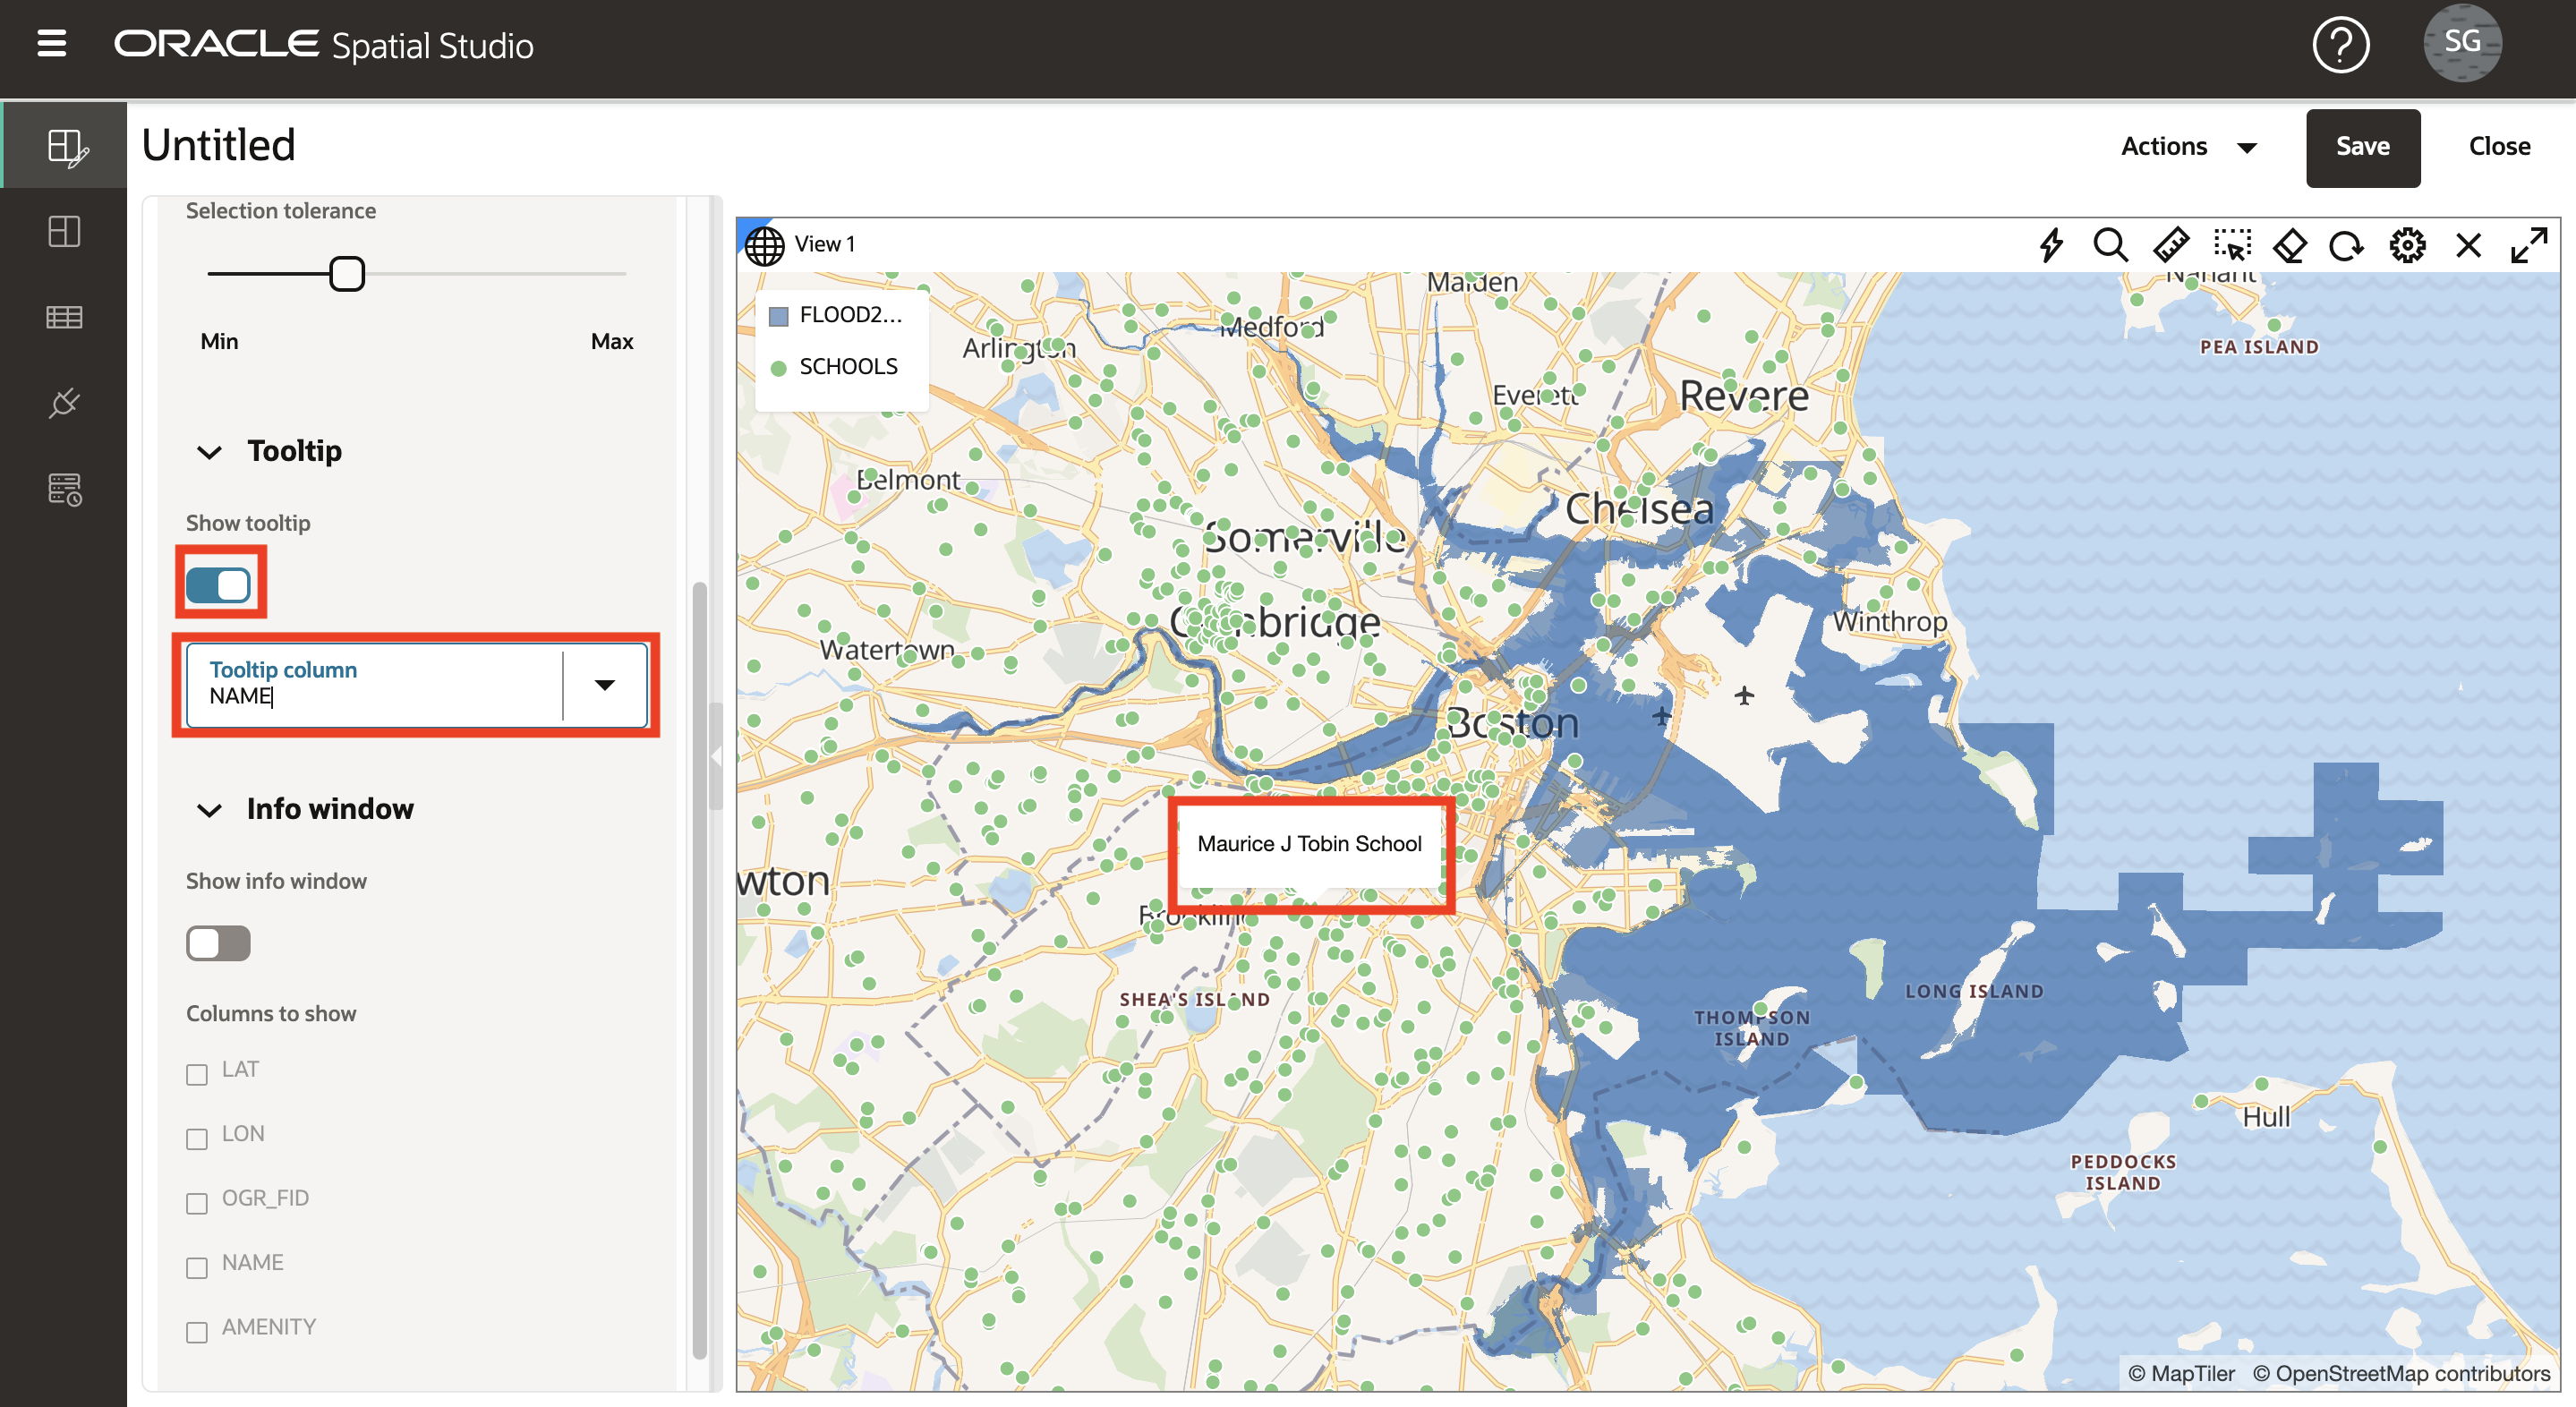 ORACLE Spatial Studio
?
SG
Untitled
Actions
Save
Close
Selection tolerance
Min
Max
Tooltip
Show tooltip
Tooltip column
NAME
Info window
Show info window
Columns to show
LAT
LON
OGR_FID
NAME
AMENITY
View 1
FLOOD2...
SCHOOLS
Malden
Nahant
Medford
Arlington
PEA ISLAND
Everett
Revere
Belmont
Chelsea
Somerville
Cambridge
Winthrop
Watertown
Boston
Maurice J Tobin School
wton
Brookline
SHEA'S ISLAND
LONG ISLAND
THOMPSON
ISLAND
Hull
PEDDOCKS
ISLAND
© MapTiler © OpenStreetMap contributors